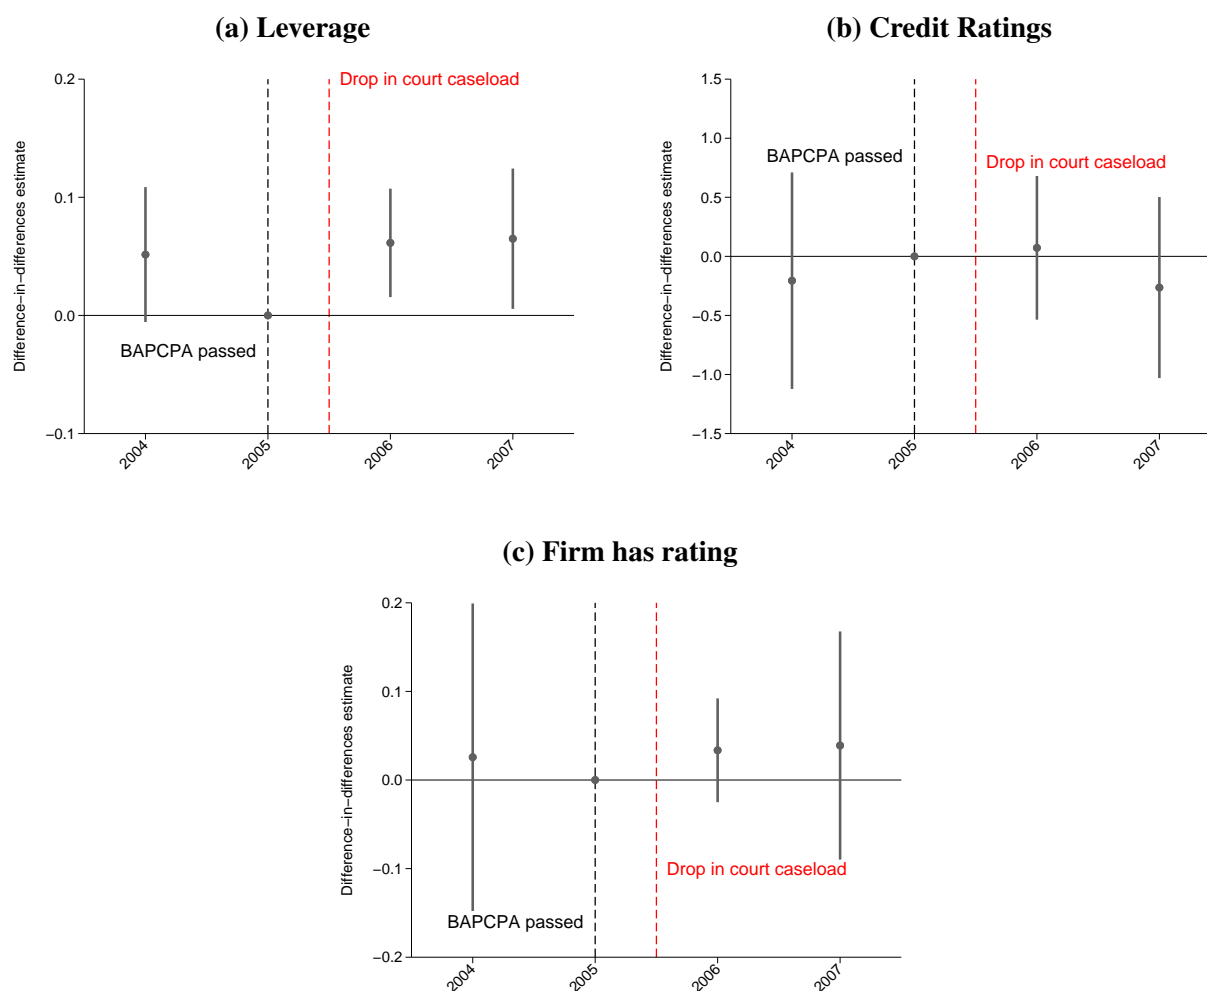 (a) Leverage
Difference−in−differences estimate
0.2
0.1
0.0
−0.1
Drop in court caseload
BAPCPA passed
2004
2005
2006
2007
(b) Credit Ratings
Difference−in−differences estimate
1.5
1.0
0.5
0.0
−0.5
−1.0
−1.5
BAPCPA passed
Drop in court caseload
2004
2005
2006
2007
(c) Firm has rating
Difference−in−differences estimate
0.2
0.1
0.0
−0.1
−0.2
Drop in court caseload
BAPCPA passed
2004
2005
2006
2007